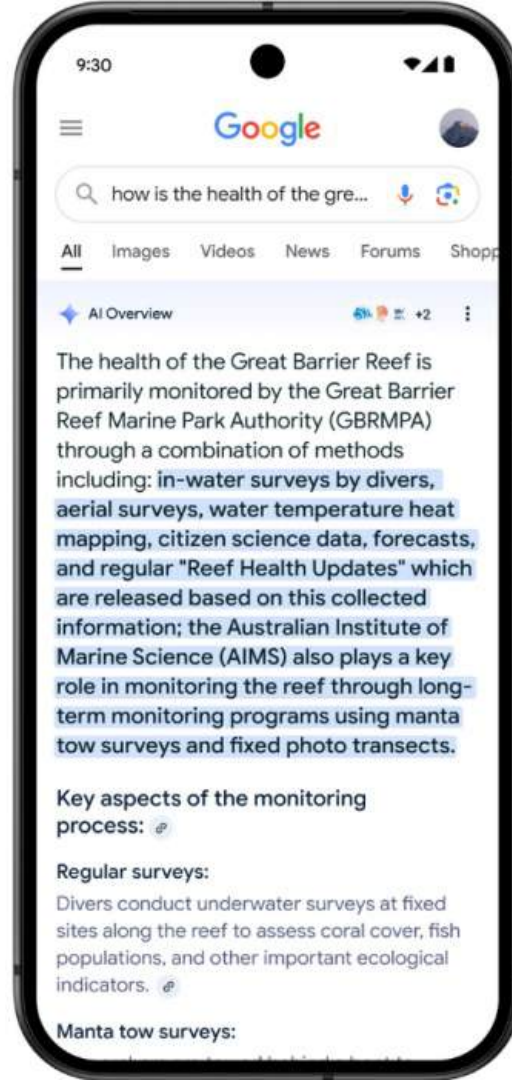 9:30
Google
how is the health of the gre...
All Images Videos News Forums Shopp
AI Overview +2
The health of the Great Barrier Reef is
primarily monitored by the Great Barrier
Reef Marine Park Authority (GBRMPA)
through a combination of methods
including: in-water surveys by divers,
aerial surveys, water temperature heat
mapping, citizen science data, forecasts,
and regular "Reef Health Updates" which
are released based on this collected
information; the Australian Institute of
Marine Science (AIMS) also plays a key
role in monitoring the reef through long-
term monitoring programs using manta
tow surveys and fixed photo transects.
Key aspects of the monitoring
process:
Regular surveys:
Divers conduct underwater surveys at fixed
sites along the reef to assess coral cover, fish
populations, and other important ecological
indicators.
Manta tow surveys: